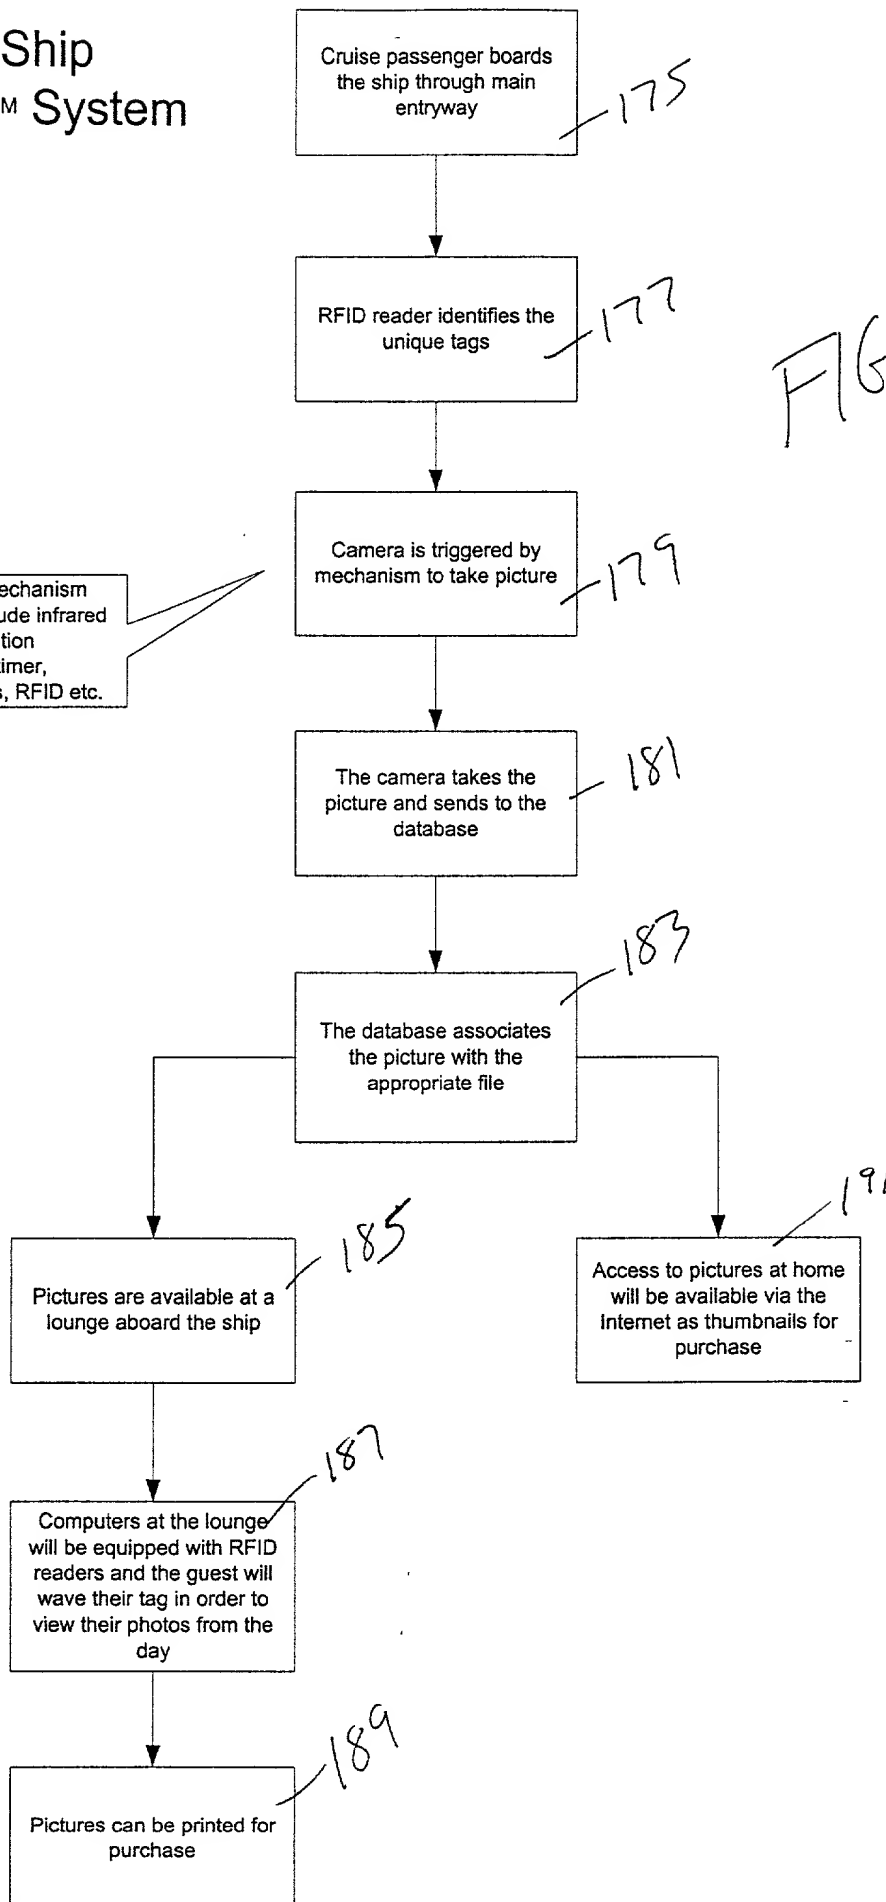 Ship
M System
Cruise passenger boards
the ship through main
entryway
175
RFID reader identifies the
unique tags
177
FIG
Camera is triggered by
mechanism to take picture
179
echanism
ude infrared
tion
timer,
s, RFID etc.
The camera takes the
picture and sends to the
database
181
183
The database associates
the picture with the
appropriate file
185
Pictures are available at a
lounge aboard the ship
191
Access to pictures at home
will be available via the
Internet as thumbnails for
purchase
187
Computers at the lounge
will be equipped with RFID
readers and the guest will
wave their tag in order to
view their photos from the
day
189
Pictures can be printed for
purchase